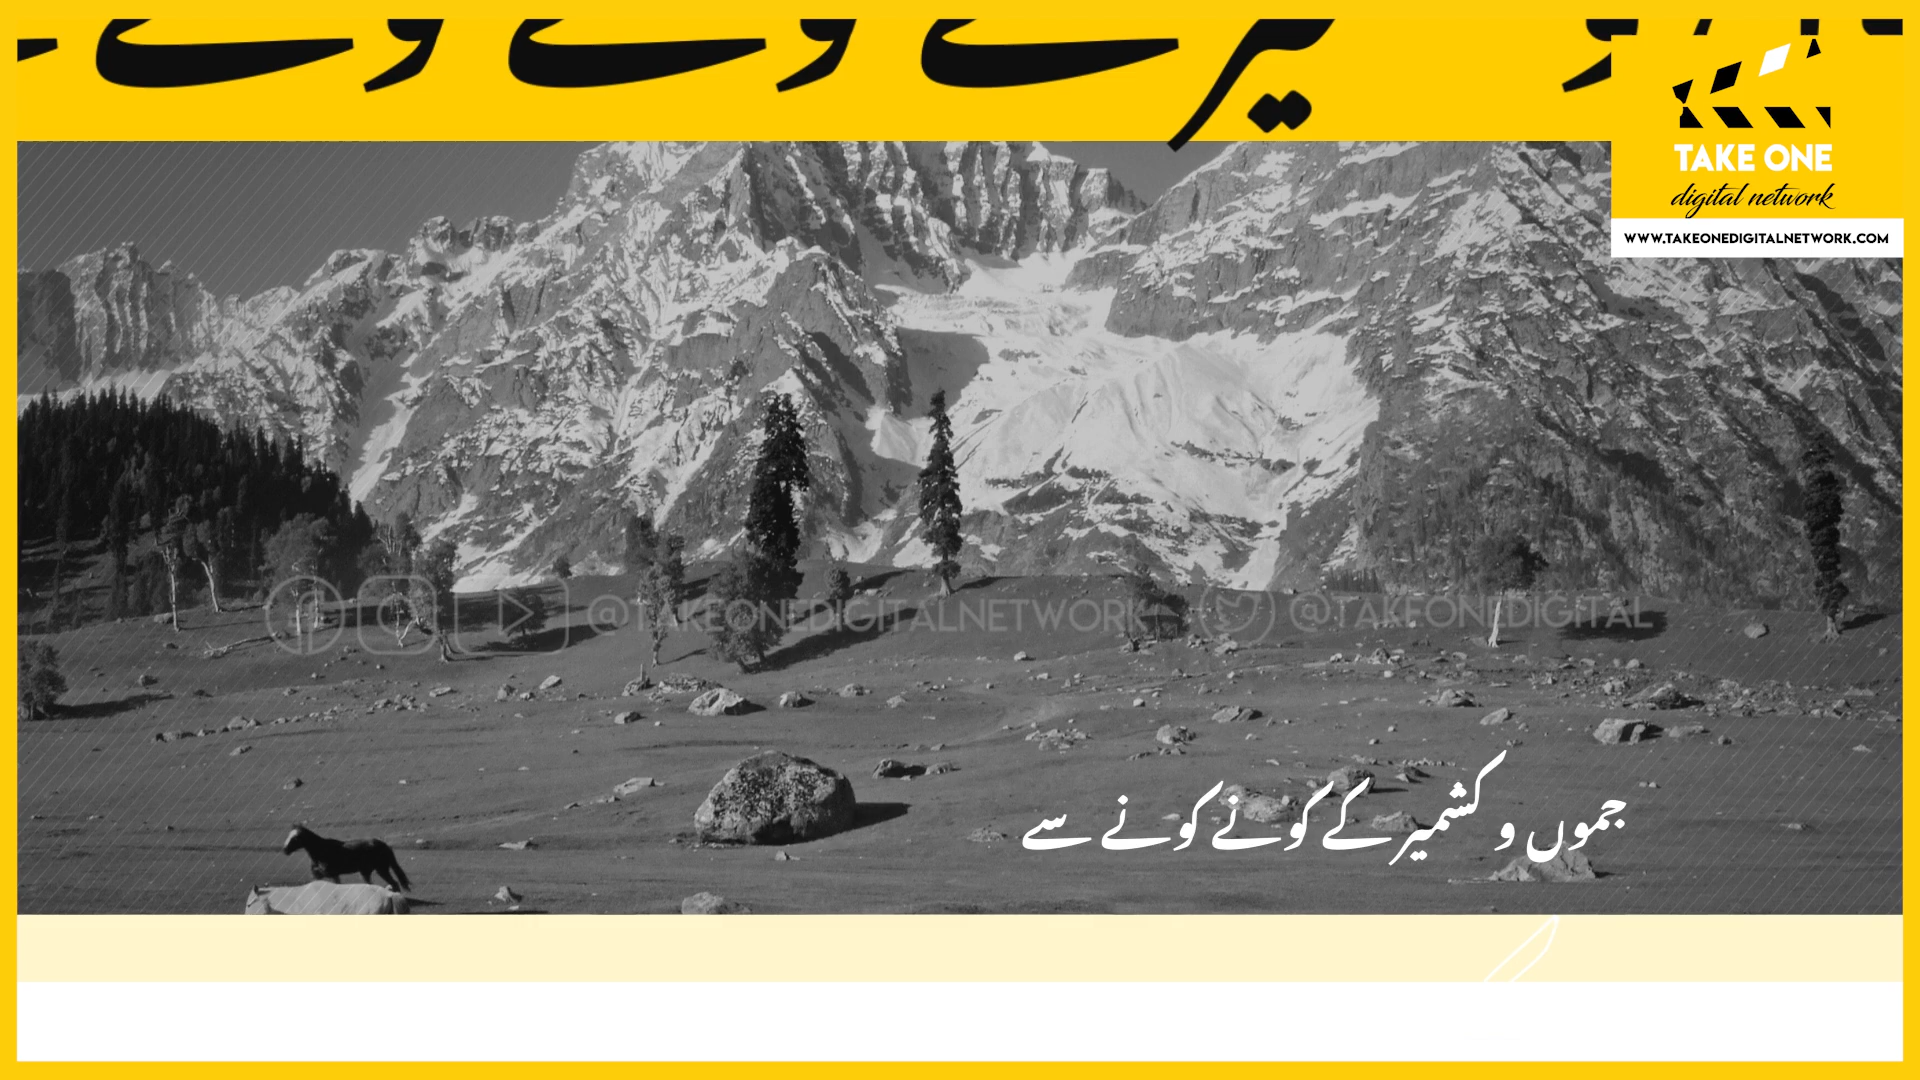 TAKE ONE
digital network
WWW.TAKEONEDIGITALNETWORK.COM
@TAKEONEDIGITALNETWORK @TAKEONEDIGITAL
جموں و کشمیر کے کونے کونے سے